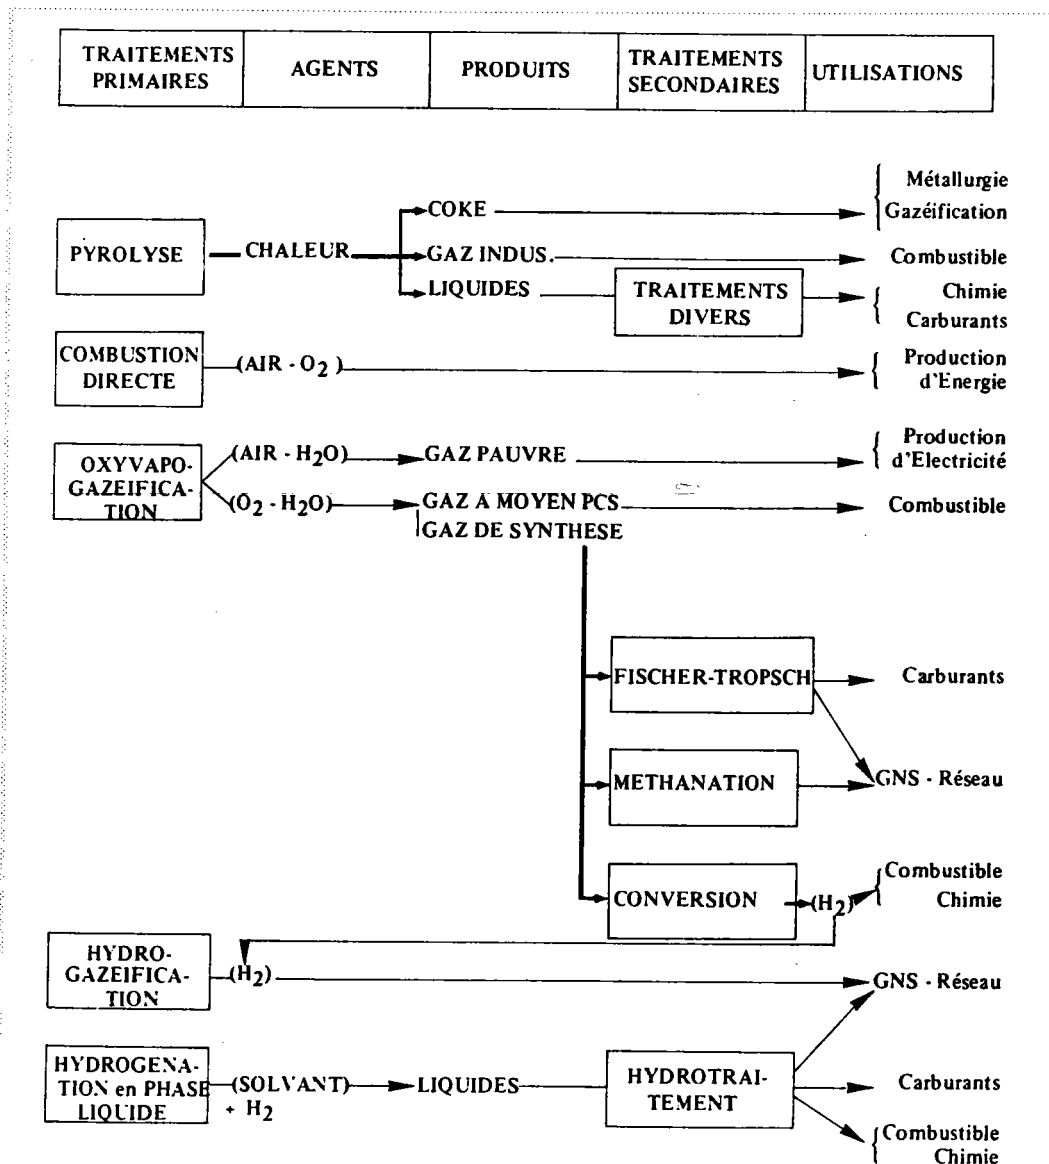 TRAITEMENTS
PRIMAIRES
AGENTS
PRODUITS
TRAITEMENTS
SECONDAIRES
UTILISATIONS
Métallurgie
COKE
Gazéification
PYROLYSE
CHALEUR
GAZ INDUS.
Combustible
LIQUIDES
TRAITEMENTS
DIVERS
Chimie
Carburants
COMBUSTION
DIRECTE
(AIR - O2 )
Production
d'Energie
OXYVAPO-
GAZEIFICA-
TION
(AIR - H2O)
GAZ PAUVRE
Production
d'Electricité
(O2 - H2O)
GAZ A MOYEN PCS
Combustible
GAZ DE SYNTHESE
FISCHER-TROPSCH
Carburants
METHANATION
GNS - Réseau
CONVERSION
(H2)
Combustible
Chimie
HYDRO-
GAZEIFICA-
TION
(H2)
GNS - Réseau
HYDROGENA-
TION en PHASE
LIQUIDE
(SOLVANT)
+ H2
LIQUIDES
HYDROTRAI-
TEMENT
Carburants
Combustible
Chimie